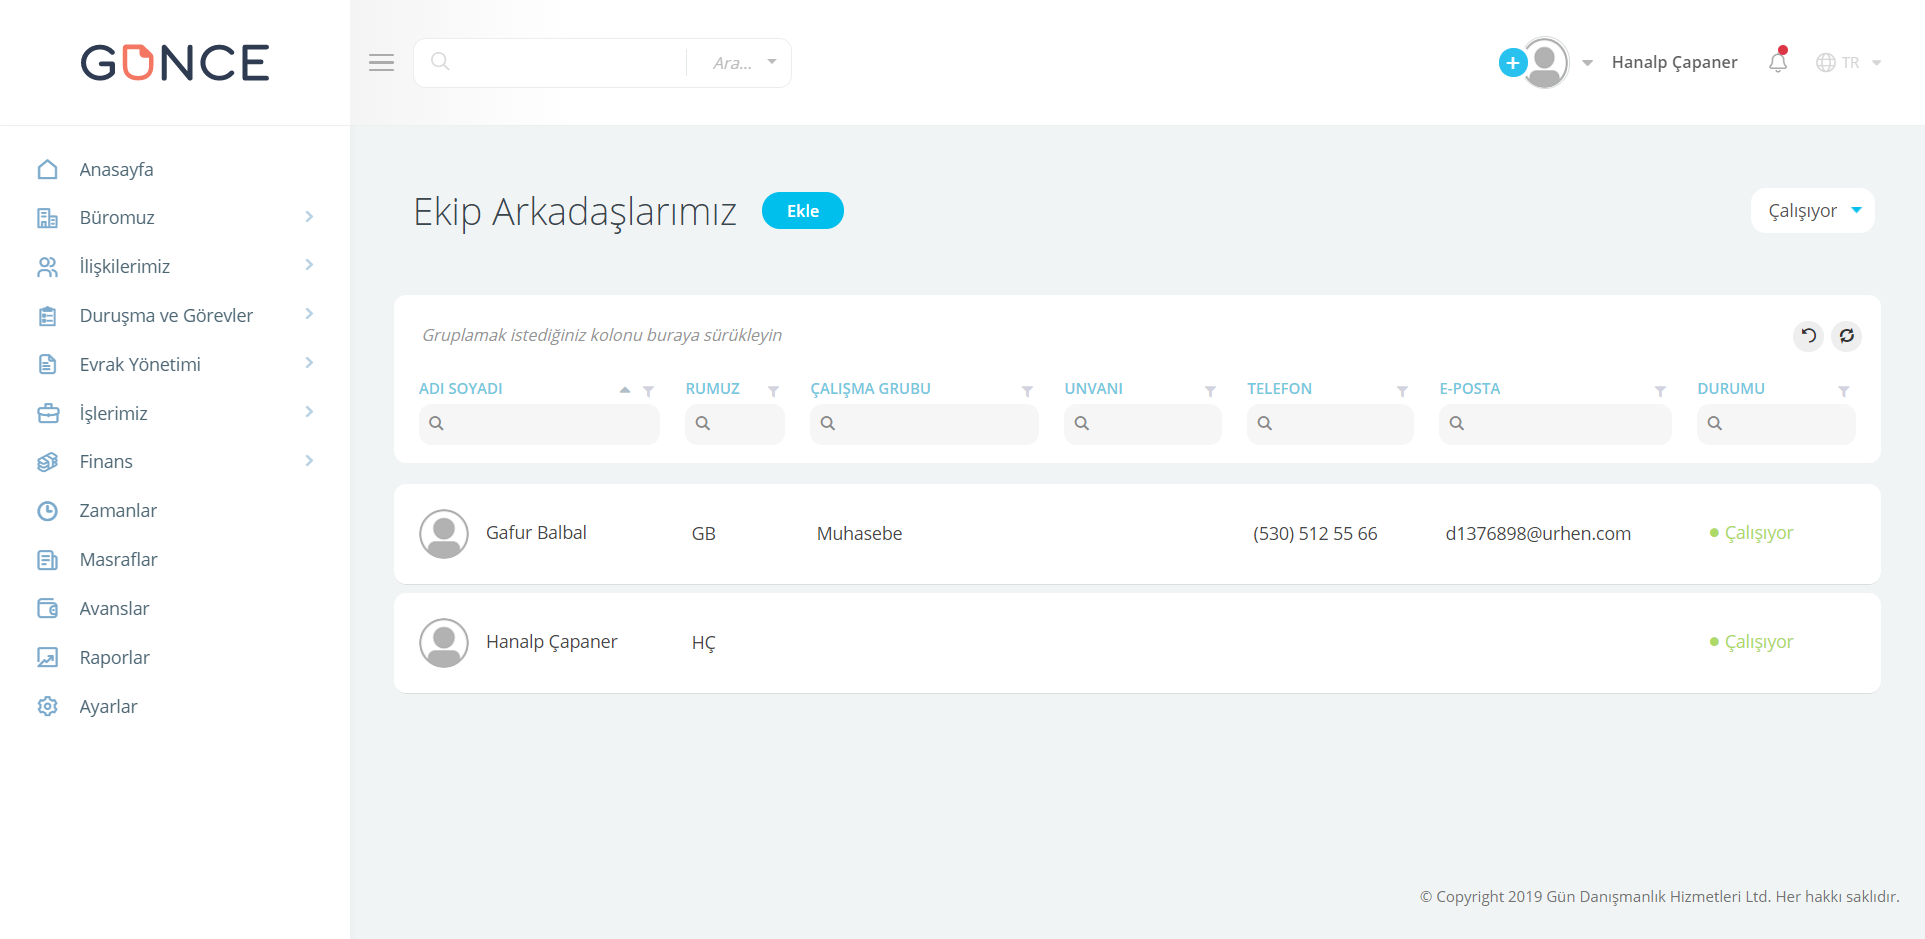 GÜNCE
Ara...
Hanalp Çapaner
TR
Anasayfa
Büromuz
İlişkilerimiz
Duruşma ve Görevler
Evrak Yönetimi
İşlerimiz
Finans
Zamanlar
Masraflar
Avanslar
Raporlar
Ayarlar
Ekip Arkadaşlarımız
Ekle
Çalışıyor
Gruplamak istediğiniz kolonu buraya sürükleyin
ADI SOYADI RUMUZ ÇALIŞMA GRUBU UNVANI TELEFON E-POSTA DURUMU
Gafur Balbal GB Muhasebe (530) 512 55 66 d1376898@urhen.com Çalışıyor
Hanalp Çapaner HÇ Çalışıyor
© Copyright 2019 Gün Danışmanlık Hizmetleri Ltd. Her hakkı saklıdır.